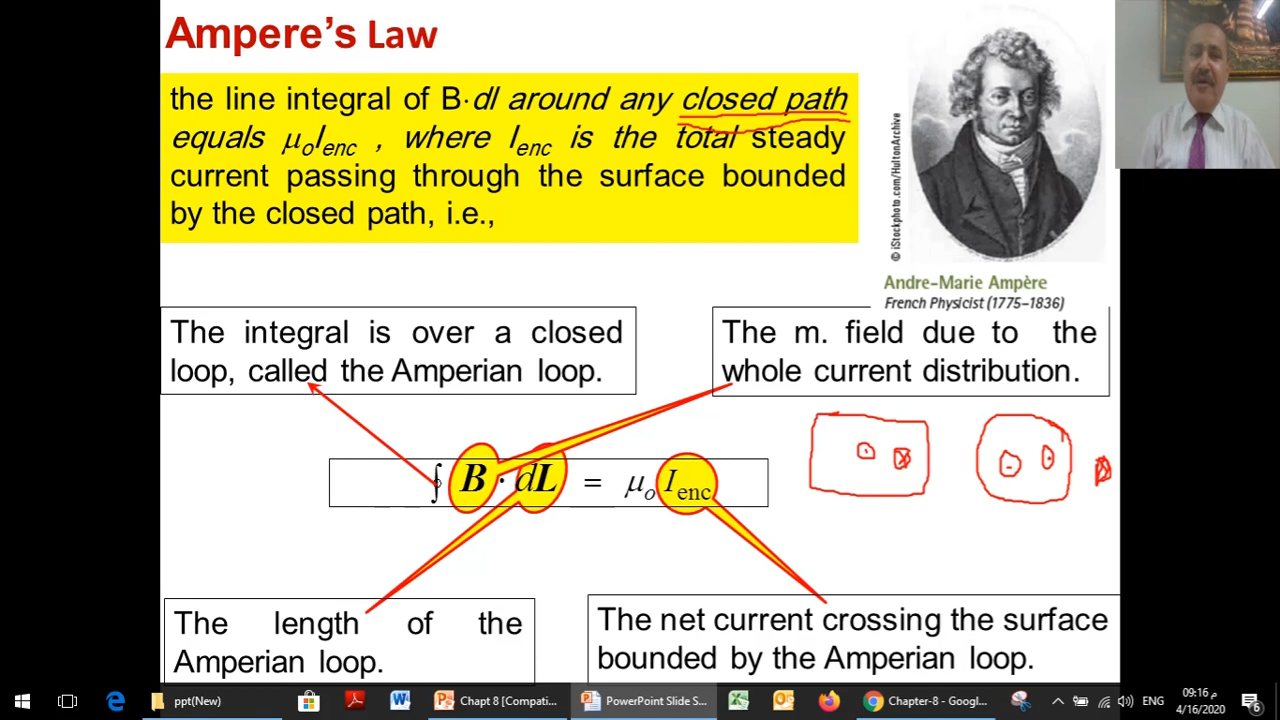 Ampere's Law
the line integral of B·dl around any closed path
equals μoIenc , where Ienc is the total steady
current passing through the surface bounded
by the closed path, i.e.,
© iStockphoto.com/HultonArchive
Andre-Marie Ampère
French Physicist (1775–1836)
The integral is over a closed
loop, called the Amperian loop.
The m. field due to the
whole current distribution.
∮ B · dL = μo Ienc
The length of the
Amperian loop.
The net current crossing the surface
bounded by the Amperian loop.
ppt(New)
Chapt 8 [Compati...
PowerPoint Slide S...
Chapter-8 - Googl...
ENG
09:16 م
4/16/2020
6